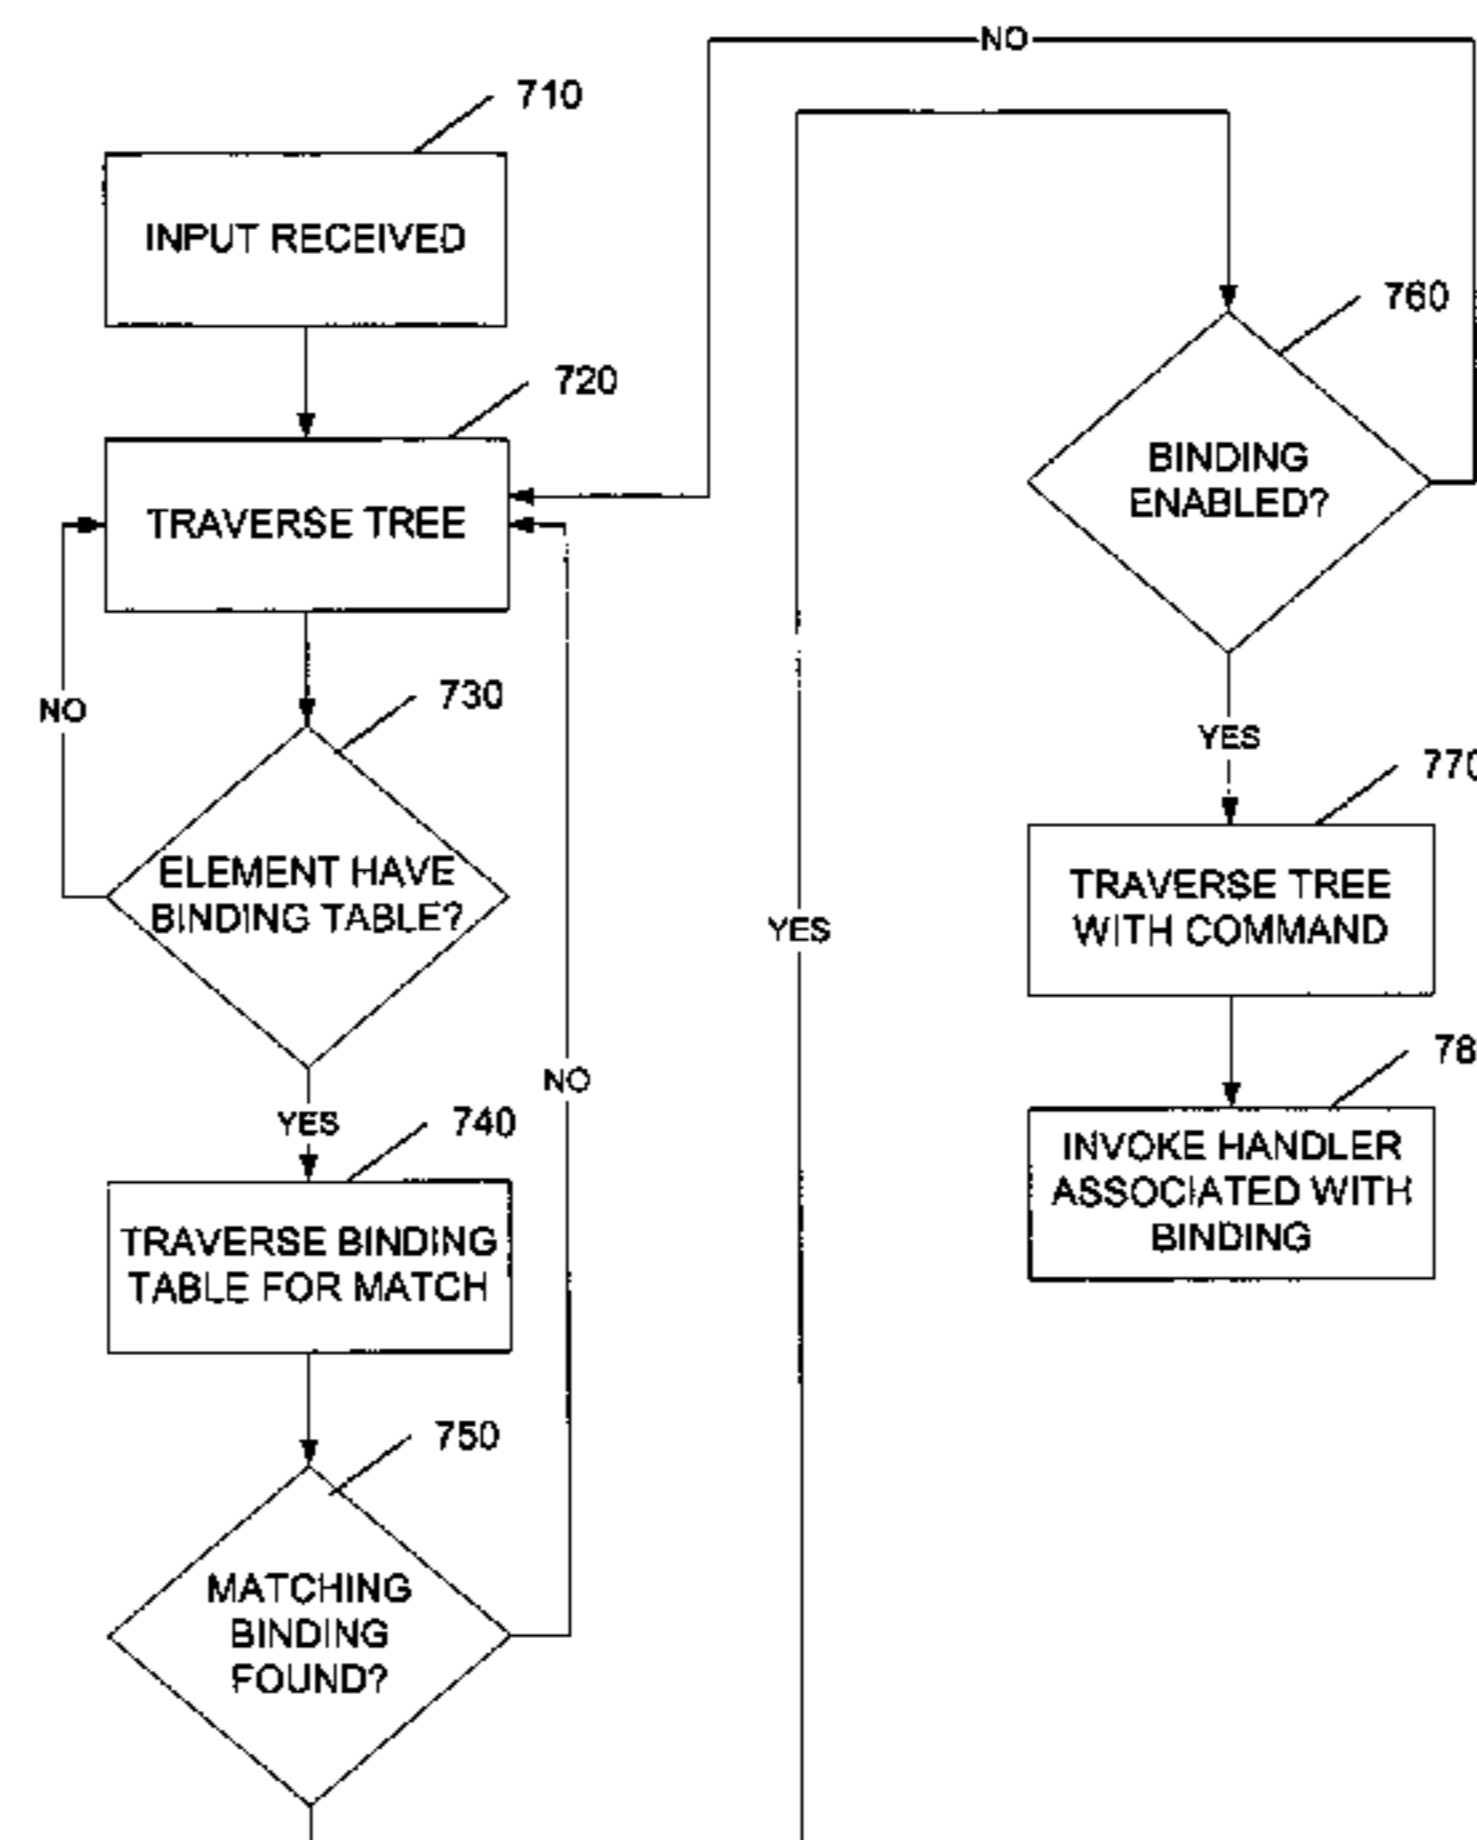 NO
710
INPUT RECEIVED
720
TRAVERSE TREE
NO
730
ELEMENT HAVE
BINDING TABLE?
YES
740
TRAVERSE BINDING
TABLE FOR MATCH
NO
750
MATCHING
BINDING
FOUND?
YES
760
BINDING
ENABLED?
YES
770
TRAVERSE TREE
WITH COMMAND
78
INVOKE HANDLER
ASSOCIATED WITH
BINDING